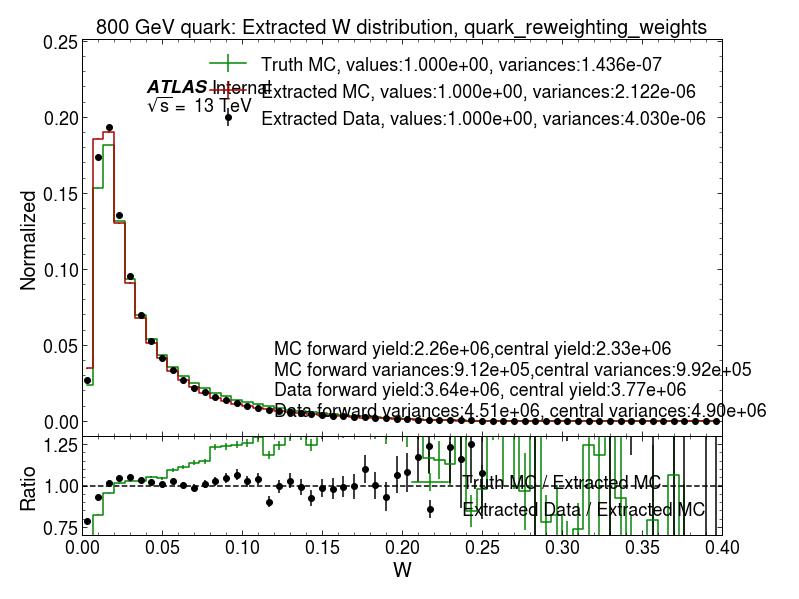 800 GeV quark: Extracted W distribution, quark_reweighting_weights
0.25
0.20
0.15
0.10
0.05
0.00
Normalized
Truth MC, values:1.000e+00, variances:1.436e-07
ATLAS Internal
Extracted MC, values:1.000e+00, variances:2.122e-06
√s = 13 TeV
Extracted Data, values:1.000e+00, variances:4.030e-06
MC forward yield:2.26e+06,central yield:2.33e+06
MC forward variances:9.12e+05,central variances:9.92e+05
Data forward yield:3.64e+06, central yield:3.77e+06
Data forward variances:4.51e+06, central variances:4.90e+06
1.25
1.00
0.75
Ratio
Truth MC / Extracted MC
Extracted Data / Extracted MC
0.00 0.05 0.10 0.15 0.20 0.25 0.30 0.35 0.40
W